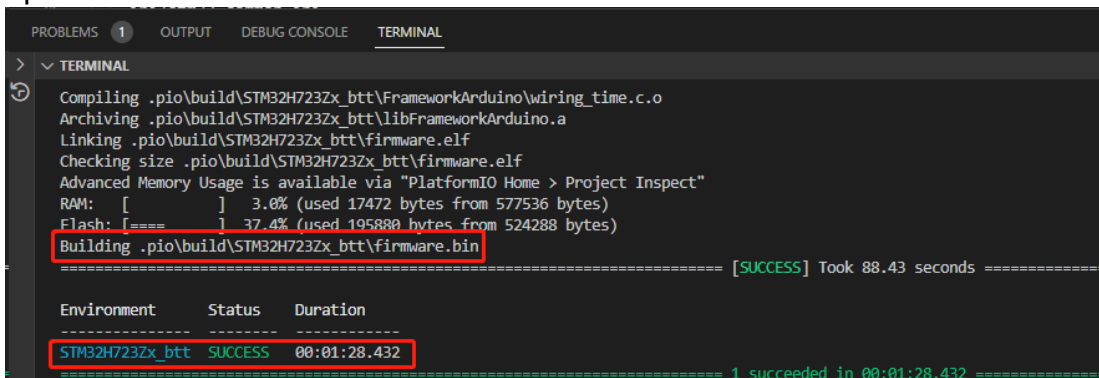 PROBLEMS 1 OUTPUT DEBUG CONSOLE TERMINAL
TERMINAL
Compiling .pio\build\STM32H723Zx_btt\FrameworkArduino\wiring_time.c.o
Archiving .pio\build\STM32H723Zx_btt\libFrameworkArduino.a
Linking .pio\build\STM32H723Zx_btt\firmware.elf
Checking size .pio\build\STM32H723Zx_btt\firmware.elf
Advanced Memory Usage is available via "PlatformIO Home > Project Inspect"
RAM: [ ] 3.0% (used 17472 bytes from 577536 bytes)
Flash: [==== ] 37.4% (used 195880 bytes from 524288 bytes)
Building .pio\build\STM32H723Zx_btt\firmware.bin
============================================================================ [SUCCESS] Took 88.43 seconds =============
Environment Status Duration
--------------- -------- ------------
STM32H723Zx_btt SUCCESS 00:01:28.432
============================================================================ 1 succeeded in 00:01:28.432 ==============